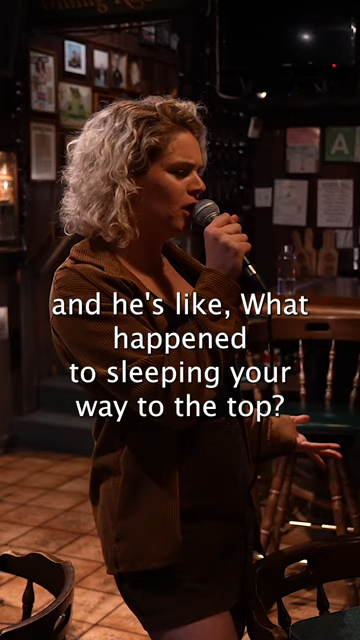 and he's like, What
happened
to sleeping your
way to the top?
A